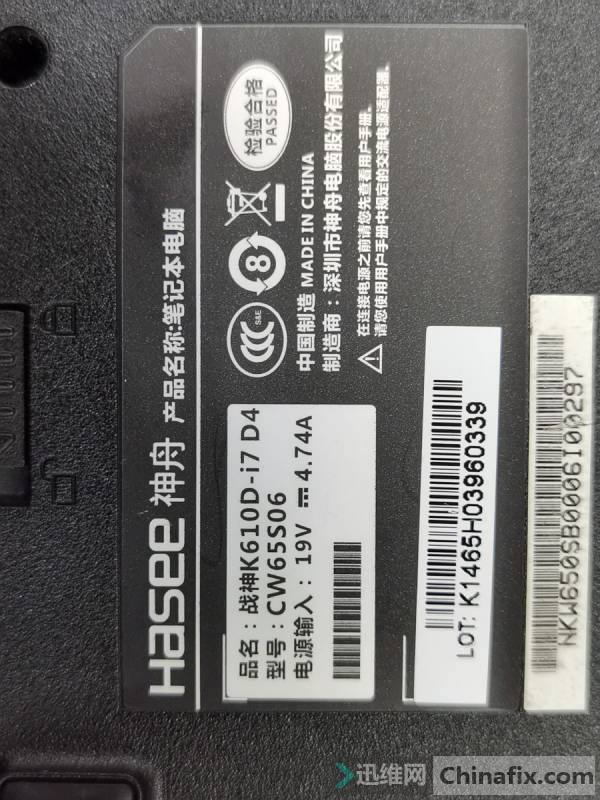 Hasee 神舟 产品名称:笔记本电脑
品名：战神K610D-i7 D4
型号：CW65S06
电源输入：19V ⎓ 4.74A
S&E
8
检验合格
PASSED
中国制造 MADE IN CHINA
制造商：深圳市神舟电脑股份有限公司
在连接电源之前请您先查看用户手册.
请您使用用户手册中规定的交流电源适配器.
LOT: K1465H03960339
NKW650SB0006I00297
迅维网 Chinafix.com